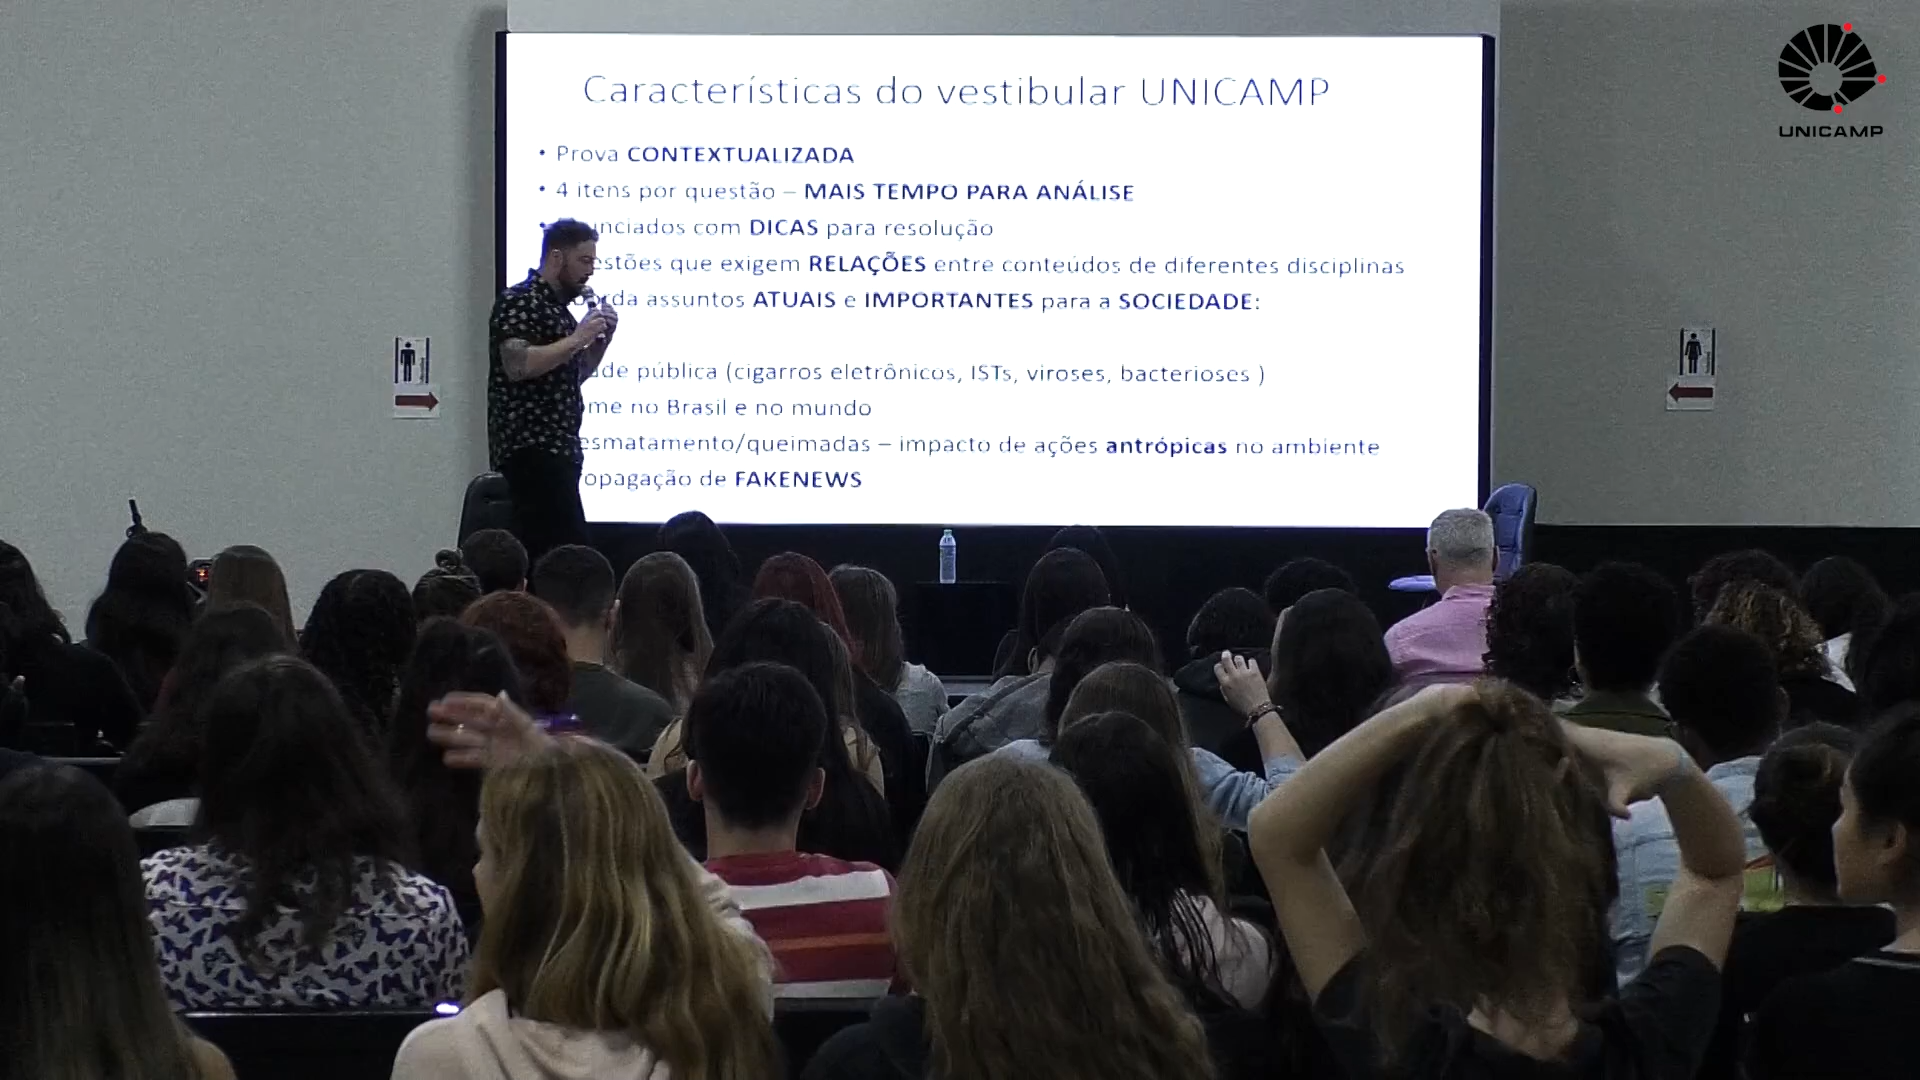 Características do vestibular UNICAMP
UNICAMP
• Prova CONTEXTUALIZADA
• 4 itens por questão – MAIS TEMPO PARA ANÁLISE
nciados com DICAS para resolução
estões que exigem RELAÇÕES entre conteúdos de diferentes disciplinas
rda assuntos ATUAIS e IMPORTANTES para a SOCIEDADE:
de pública (cigarros eletrônicos, ISTs, viroses, bacterioses )
me no Brasil e no mundo
esmatamento/queimadas – impacto de ações antrópicas no ambiente
opagação de FAKENEWS